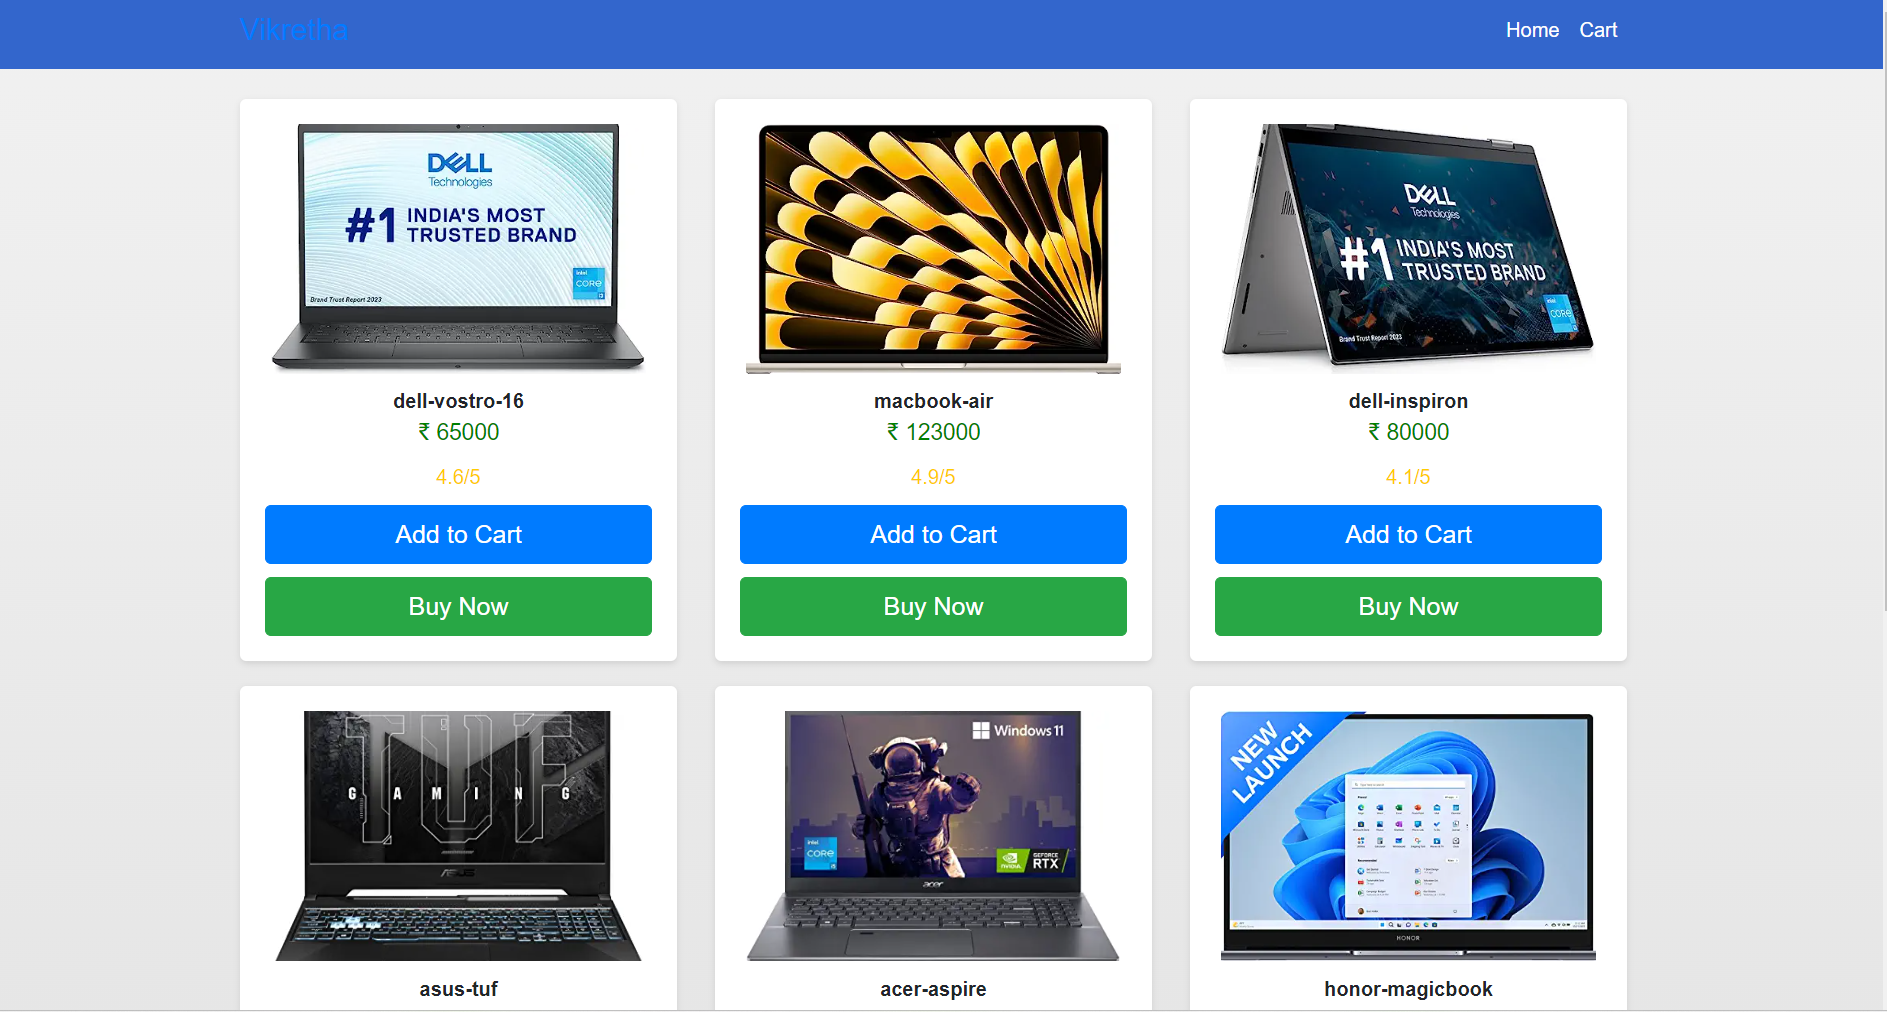 Vikretha
Home Cart
DELL
Technologies
#1 INDIA'S MOST
TRUSTED BRAND
intel
CORE
Brand Trust Report 2023
DELL
Technologies
#1 INDIA'S MOST
TRUSTED BRAND
intel
CORE
Brand Trust Report 2023
dell-vostro-16
₹ 65000
4.6/5
Add to Cart
Buy Now
macbook-air
₹ 123000
4.9/5
Add to Cart
Buy Now
dell-inspiron
₹ 80000
4.1/5
Add to Cart
Buy Now
TUF
GAMING
ASUS
asus-tuf
Windows 11
intel
CORE
i5
NVIDIA
GEFORCE
RTX
acer
acer-aspire
NEW
LAUNCH
HONOR
honor-magicbook